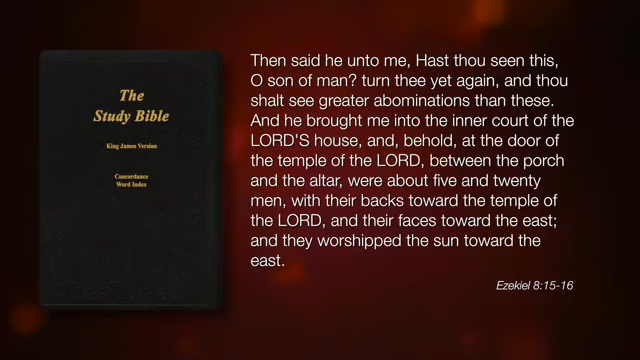 The
Study Bible
King James Version
Concordance
Word Index
Then said he unto me, Hast thou seen this,
O son of man? turn thee yet again, and thou
shalt see greater abominations than these.
And he brought me into the inner court of the
LORD'S house, and, behold, at the door of
the temple of the LORD, between the porch
and the altar, were about five and twenty
men, with their backs toward the temple of
the LORD, and their faces toward the east;
and they worshipped the sun toward the
east.
Ezekiel 8:15-16